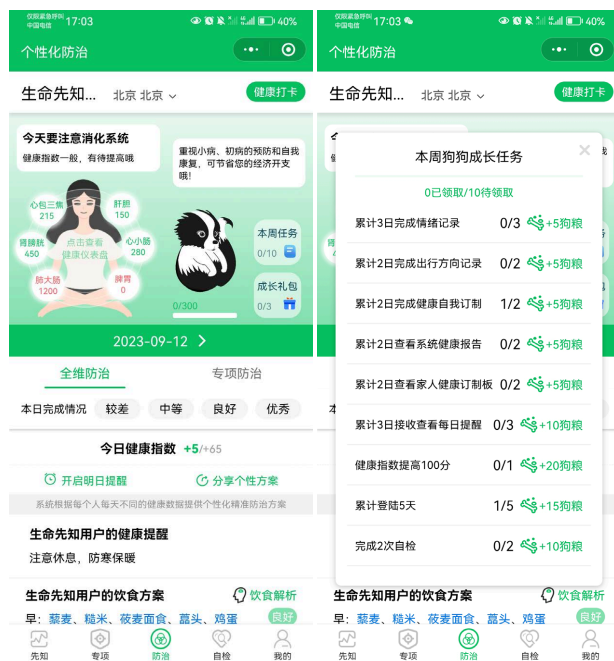 仅限紧急呼叫
中国电信
17:03
40%
个性化防治
生命先知...
北京 北京
健康打卡
今天要注意消化系统
健康指数一般，有待提高哦
重视小病、初病的预防和自我
康复，可节省您的经济开支
哦！
心包三焦
215
肝胆
150
肾膀胱
450
点击查看
健康仪表盘
心小肠
280
肺大肠
1200
脾胃
0
本周任务
0/10
成长礼包
0/3
0/300
2023-09-12
全维防治
专项防治
本日完成情况
较差
中等
良好
优秀
今日健康指数 +5/+65
开启明日提醒
分享个性方案
系统根据每个人每天不同的健康数据提供个性化精准防治方案
生命先知用户的健康提醒
注意休息，防寒保暖
生命先知用户的饮食方案
饮食解析
早：藜麦、糙米、莜麦面食、藠头、鸡蛋
良好
先知
专项
防治
自检
我的
仅限紧急呼叫
中国电信
17:03
40%
个性化防治
生命先知...
北京 北京
健康打卡
本周狗狗成长任务
0已领取/10待领取
累计3日完成情绪记录 0/3 +5狗粮
累计2日完成出行方向记录 0/2 +5狗粮
累计2日完成健康自我订制 1/2 +5狗粮
累计2日查看系统健康报告 0/2 +5狗粮
累计2日查看家人健康订制板 0/2 +5狗粮
累计3日接收查看每日提醒 0/3 +10狗粮
健康指数提高100分 0/1 +20狗粮
累计登陆5天 1/5 +15狗粮
完成2次自检 0/2 +10狗粮
生命先知用户的饮食方案
饮食解析
早：藜麦、糙米、莜麦面食、藠头、鸡蛋
良好
先知
专项
防治
自检
我的